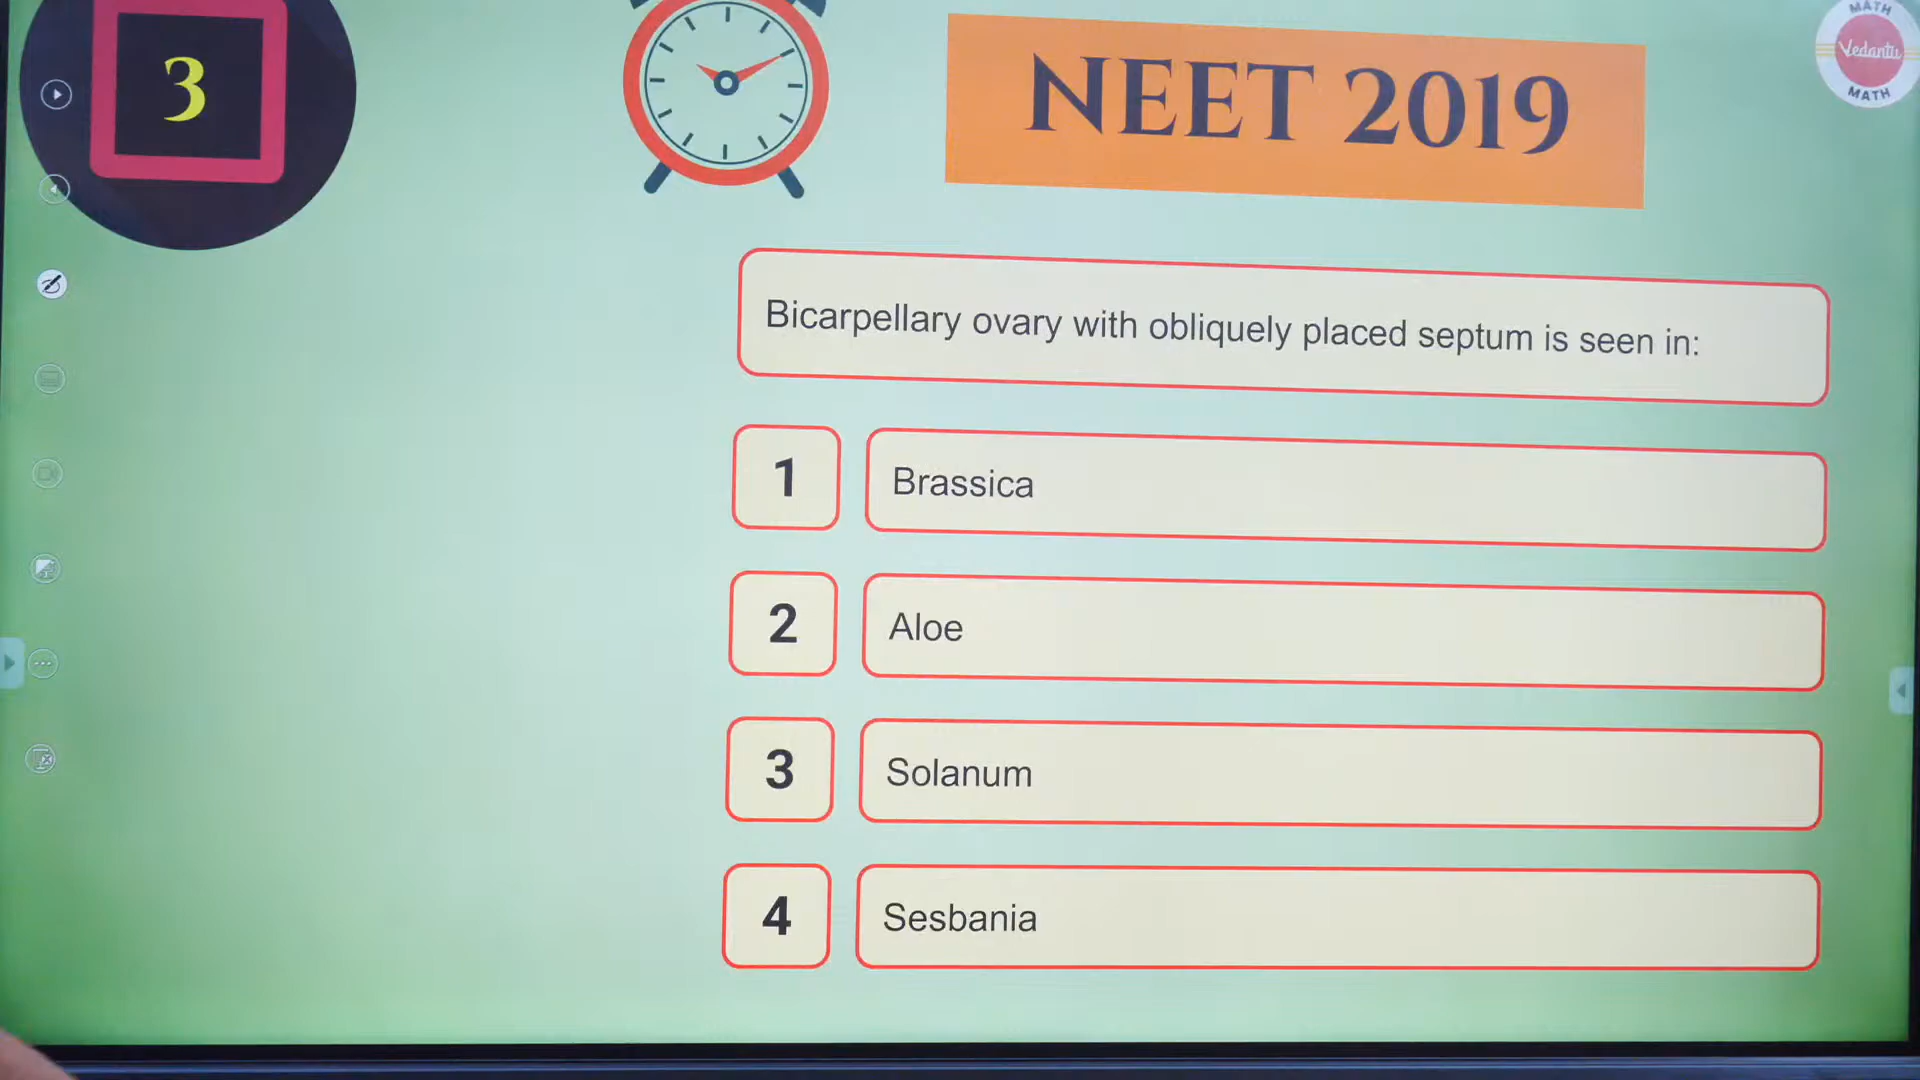 3
NEET 2019
MATH
Vedantu
MATH
Bicarpellary ovary with obliquely placed septum is seen in:
1 Brassica
2 Aloe
3 Solanum
4 Sesbania